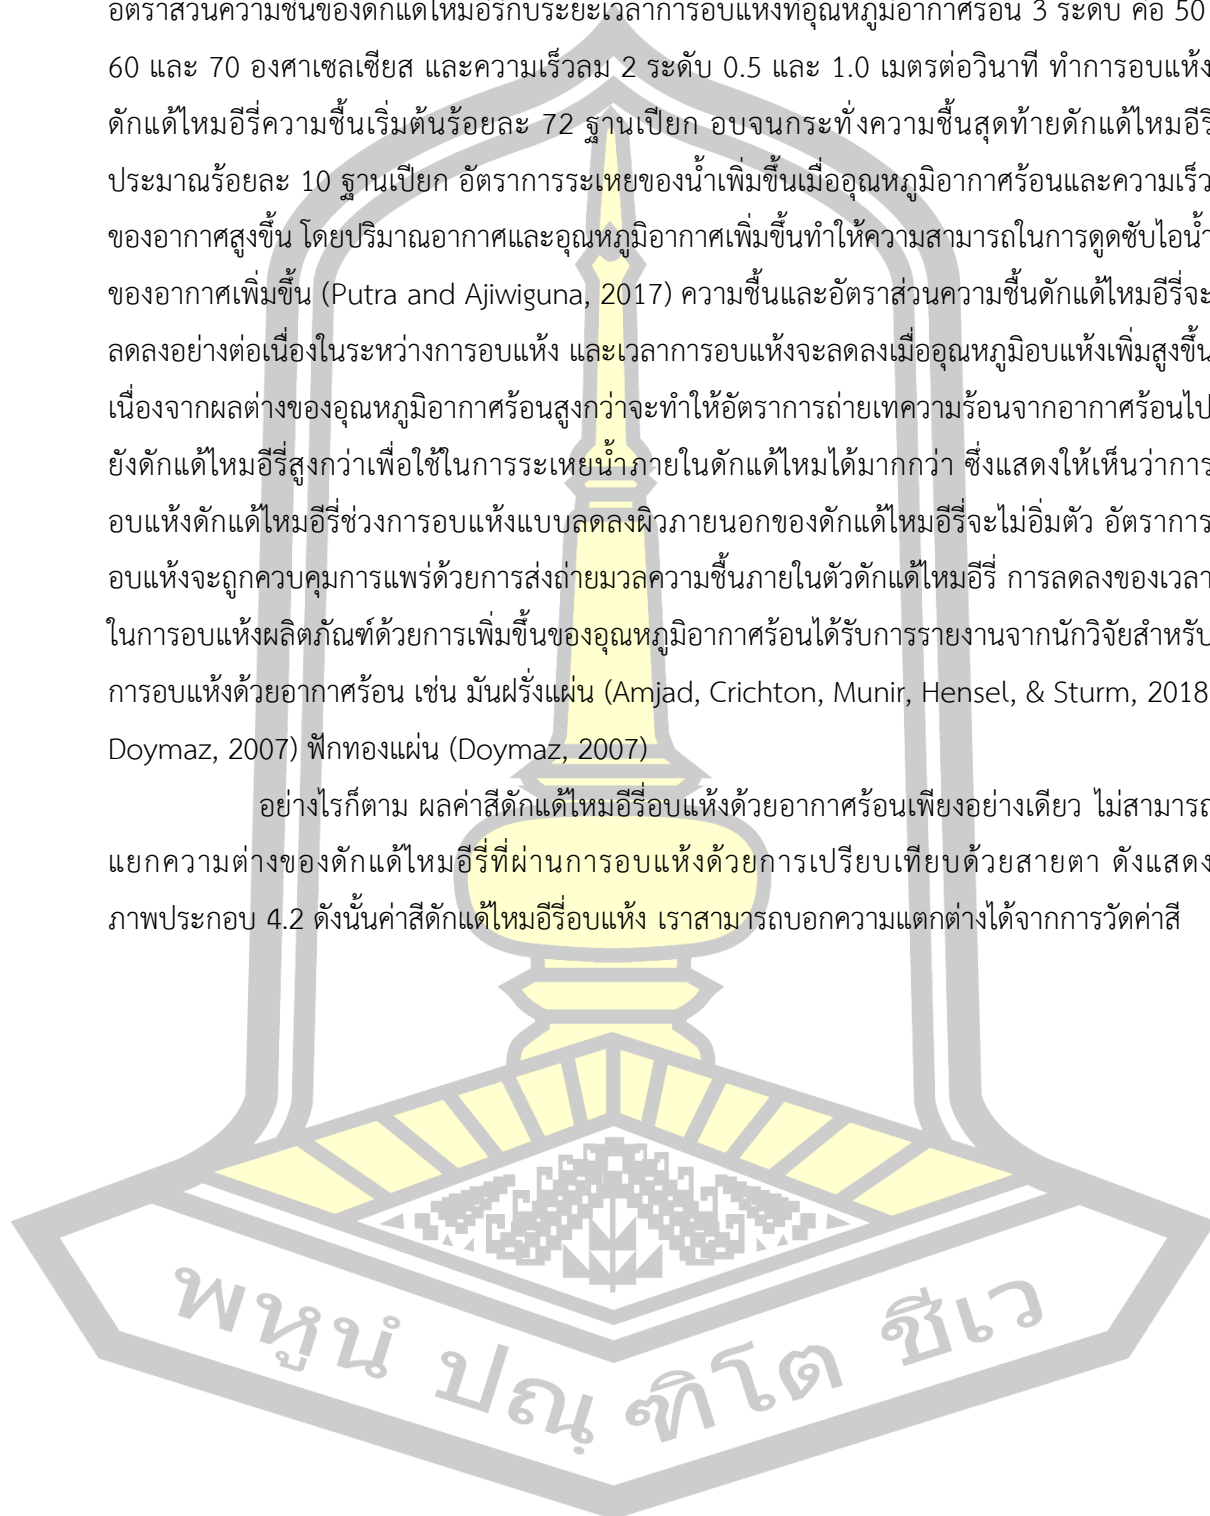 อัตราส่วนความชื้นของดักแด้ไหมอีรี่กับระยะเวลาการอบแห้งที่อุณหภูมิอากาศร้อน 3 ระดับ คือ 50
60 และ 70 องศาเซลเซียส และความเร็วลม 2 ระดับ 0.5 และ 1.0 เมตรต่อวินาที ทำการอบแห้ง
ดักแด้ไหมอีรี่ความชื้นเริ่มต้นร้อยละ 72 ฐานเปียก อบจนกระทั่งความชื้นสุดท้ายดักแด้ไหมอีรี่
ประมาณร้อยละ 10 ฐานเปียก อัตราการระเหยของน้ำเพิ่มขึ้นเมื่ออุณหภูมิอากาศร้อนและความเร็ว
ของอากาศสูงขึ้น โดยปริมาณอากาศและอุณหภูมิอากาศเพิ่มขึ้นทำให้ความสามารถในการดูดซับไอน้ำ
ของอากาศเพิ่มขึ้น (Putra and Ajiwiguna, 2017) ความชื้นและอัตราส่วนความชื้นดักแด้ไหมอีรี่จะ
ลดลงอย่างต่อเนื่องในระหว่างการอบแห้ง และเวลาการอบแห้งจะลดลงเมื่ออุณหภูมิอบแห้งเพิ่มสูงขึ้น
เนื่องจากผลต่างของอุณหภูมิอากาศร้อนสูงกว่าจะทำให้อัตราการถ่ายเทความร้อนจากอากาศร้อนไป
ยังดักแด้ไหมอีรี่สูงกว่าเพื่อใช้ในการระเหยน้ำภายในดักแด้ไหมได้มากกว่า ซึ่งแสดงให้เห็นว่าการ
อบแห้งดักแด้ไหมอีรี่ช่วงการอบแห้งแบบลดลงผิวภายนอกของดักแด้ไหมอีรี่จะไม่อิ่มตัว อัตราการ
อบแห้งจะถูกควบคุมการแพร่ด้วยการส่งถ่ายมวลความชื้นภายในตัวดักแด้ไหมอีรี่ การลดลงของเวลา
ในการอบแห้งผลิตภัณฑ์ด้วยการเพิ่มขึ้นของอุณหภูมิอากาศร้อนได้รับการรายงานจากนักวิจัยสำหรับ
การอบแห้งด้วยอากาศร้อน เช่น มันฝรั่งแผ่น (Amjad, Crichton, Munir, Hensel, & Sturm, 2018
Doymaz, 2007) ฟักทองแผ่น (Doymaz, 2007)
อย่างไรก็ตาม ผลค่าสีดักแด้ไหมอีรี่อบแห้งด้วยอากาศร้อนเพียงอย่างเดียว ไม่สามารถ
แยกความต่างของดักแด้ไหมอีรี่ที่ผ่านการอบแห้งด้วยการเปรียบเทียบด้วยสายตา ดังแสดง
ภาพประกอบ 4.2 ดังนั้นค่าสีดักแด้ไหมอีรี่อบแห้ง เราสามารถบอกความแตกต่างได้จากการวัดค่าสี
พหูนํ ปณฺฑิโต ชีเว